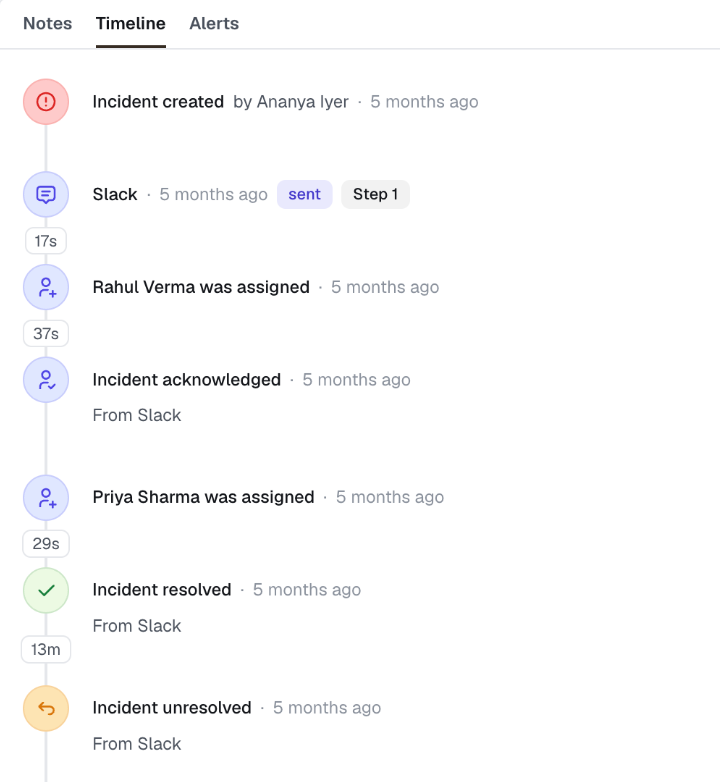 Notes Timeline Alerts
Incident created by Ananya Iyer · 5 months ago
Slack · 5 months ago sent Step 1
17s
Rahul Verma was assigned · 5 months ago
37s
Incident acknowledged · 5 months ago
From Slack
Priya Sharma was assigned · 5 months ago
29s
Incident resolved · 5 months ago
From Slack
13m
Incident unresolved · 5 months ago
From Slack